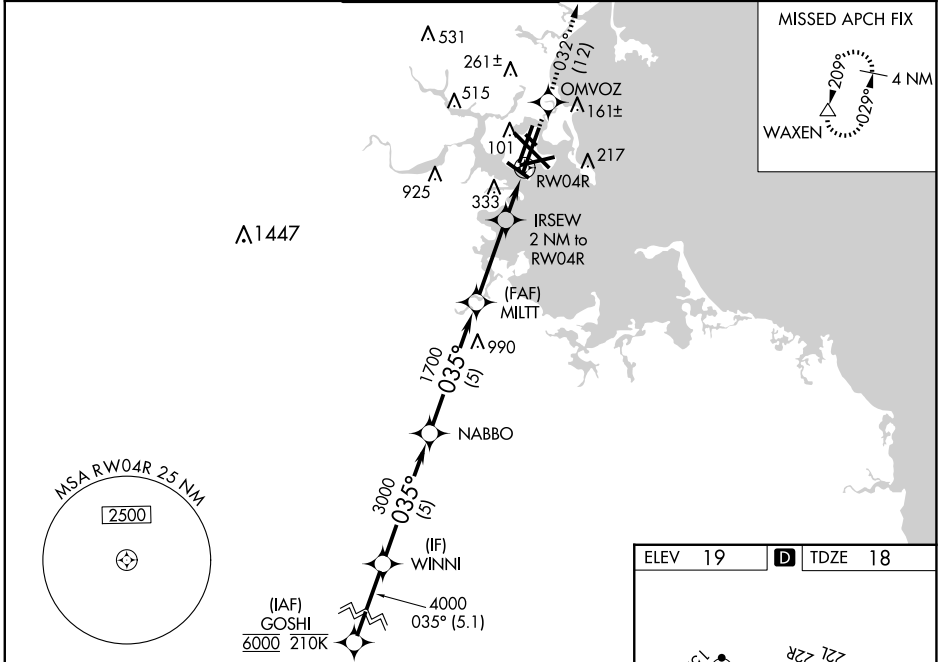 MISSED APCH FIX
209°
4 NM
029°
WAXEN
531
261±
515
032°
(12)
OMVOZ
161±
101
217
925
333
RW04R
1447
IRSEW
2 NM to
RW04R
(FAF)
MILTT
990
1700
035°
(5)
NABBO
MSA RW04R 25 NM
2500
3000
035°
(5)
(IF)
WINNI
4000
035° (5.1)
(IAF)
GOSHI
6000 210K
ELEV 19 D TDZE 18
22R 22L